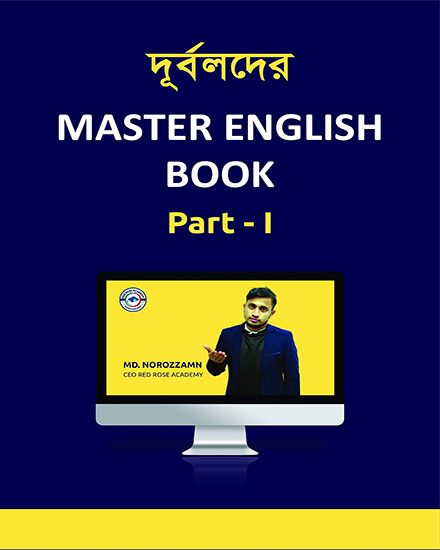 দূর্বলদের
MASTER ENGLISH
BOOK
Part - I
MD. NOROZZAMN
CEO RED ROSE ACADEMY